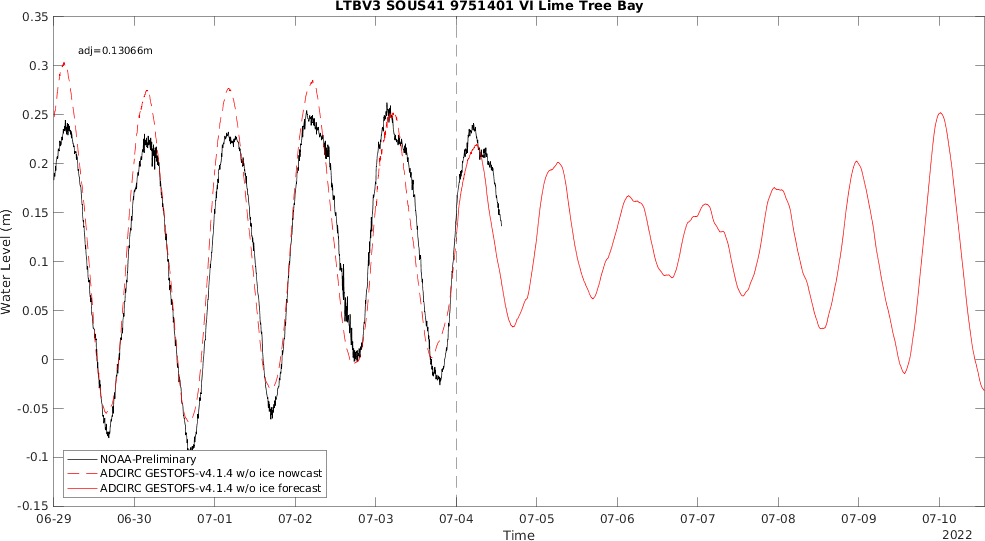 LTBV3 SOUS41 9751401 VI Lime Tree Bay
adj=0.13066m
Water Level (m)
0.35
0.3
0.25
0.2
0.15
0.1
0.05
0
-0.05
-0.1
-0.15
NOAA-Preliminary
ADCIRC GESTOFS-v4.1.4 w/o ice nowcast
ADCIRC GESTOFS-v4.1.4 w/o ice forecast
06-29 06-30 07-01 07-02 07-03 07-04 07-05 07-06 07-07 07-08 07-09 07-10
Time
2022